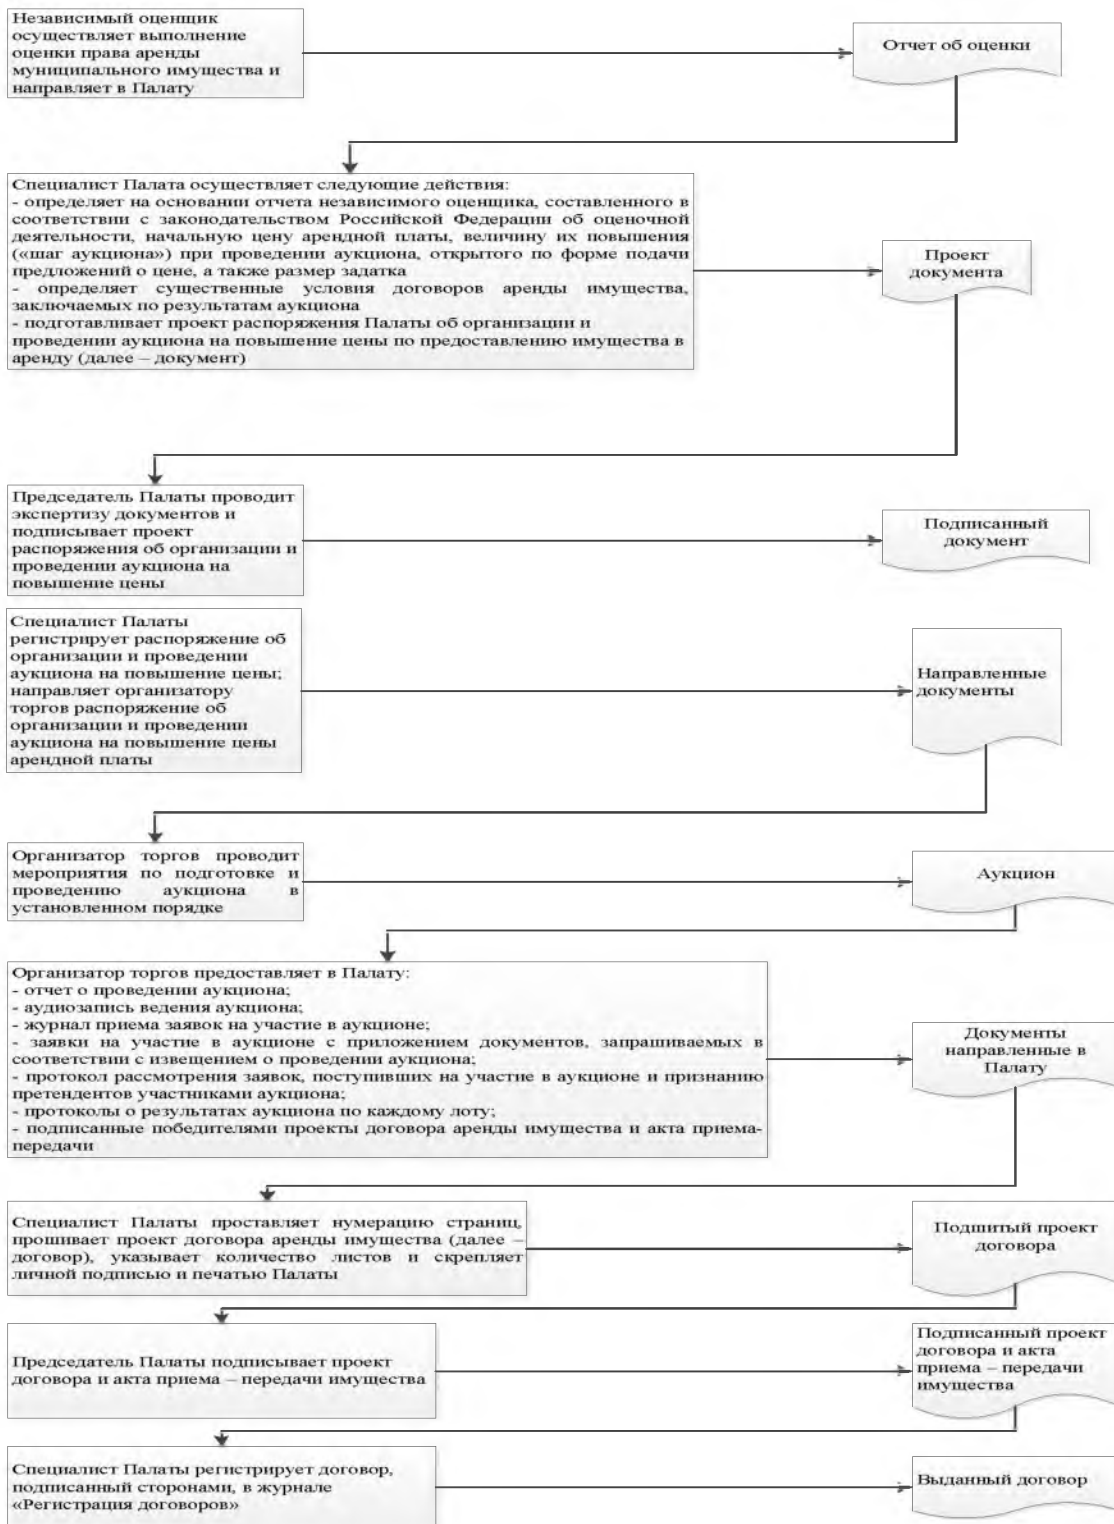 Независимый оценщик
осуществляет выполнение
оценки права аренды
муниципального имущества и
направляет в Палату
Отчет об оценки
Специалист Палата осуществляет следующие действия:
- определяет на основании отчета независимого оценщика, составленного в
соответствии с законодательством Российской Федерации об оценочной
деятельности, начальную цену арендной платы, величину их повышения
(«шаг аукциона») при проведении аукциона, открытого по форме подачи
предложений о цене, а также размер задатка
- определяет существенные условия договоров аренды имущества,
заключаемых по результатам аукциона
- подготавливает проект распоряжения Палаты об организации и
проведении аукциона на повышение цены по предоставлению имущества в
аренду (далее – документ)
Проект
документа
Председатель Палаты проводит
экспертизу документов и
подписывает проект
распоряжения об организации и
проведении аукциона на
повышение цены
Подписанный
документ
Специалист Палаты
регистрирует распоряжение об
организации и проведении
аукциона на повышение цены;
направляет организатору
торгов распоряжение об
организации и проведении
аукциона на повышение цены
арендной платы
Направленные
документы
Организатор торгов проводит
мероприятия по подготовке и
проведению аукциона в
установленном порядке
Аукцион
Организатор торгов предоставляет в Палату:
- отчет о проведении аукциона;
- аудиозапись ведения аукциона;
- журнал приема заявок на участие в аукционе;
- заявки на участие в аукционе с приложением документов, запрашиваемых в
соответствии с извещением о проведении аукциона;
- протокол рассмотрения заявок, поступивших на участие в аукционе и признанию
претендентов участниками аукциона;
- протоколы о результатах аукциона по каждому лоту;
- подписанные победителями проекты договора аренды имущества и акта приема-
передачи
Документы
направленные в
Палату
Специалист Палаты проставляет нумерацию страниц,
прошивает проект договора аренды имущества (далее –
договор), указывает количество листов и скрепляет
личной подписью и печатью Палаты
Подшитый проект
договора
Председатель Палаты подписывает проект
договора и акта приема – передачи имущества
Подписанный проект
договора и акта
приема – передачи
имущества
Специалист Палаты регистрирует договор,
подписанный сторонами, в журнале
«Регистрация договоров»
Выданный договор